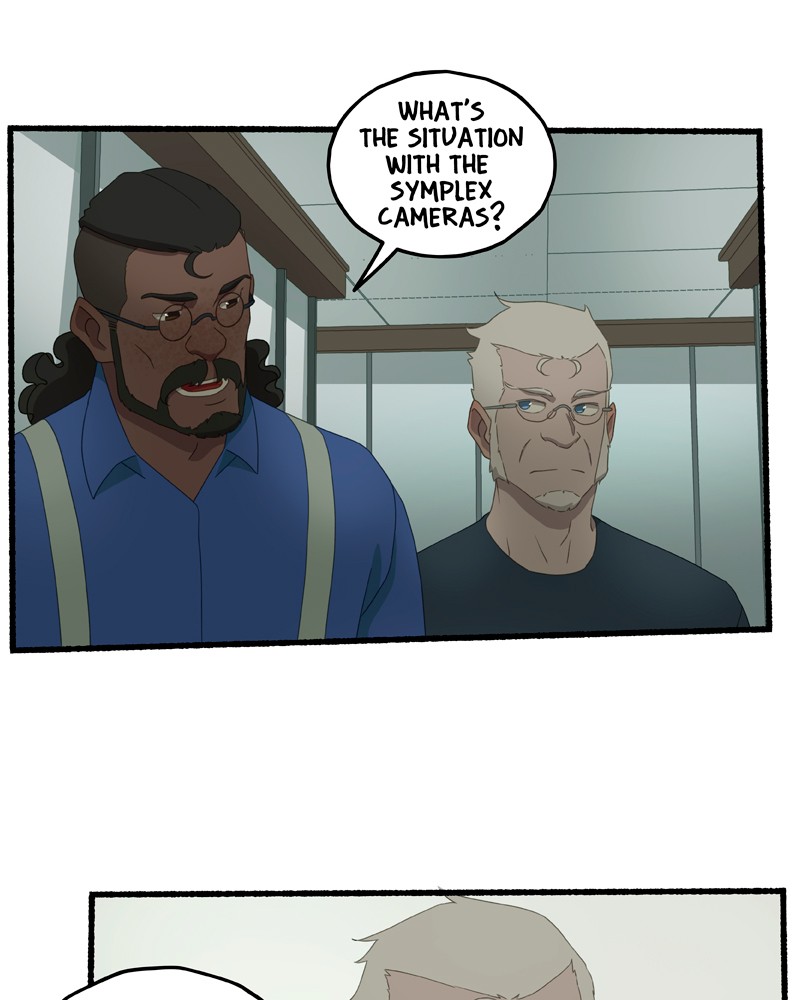 WHAT'S
THE SITUATION
WITH THE
SYMPLEX
CAMERAS?